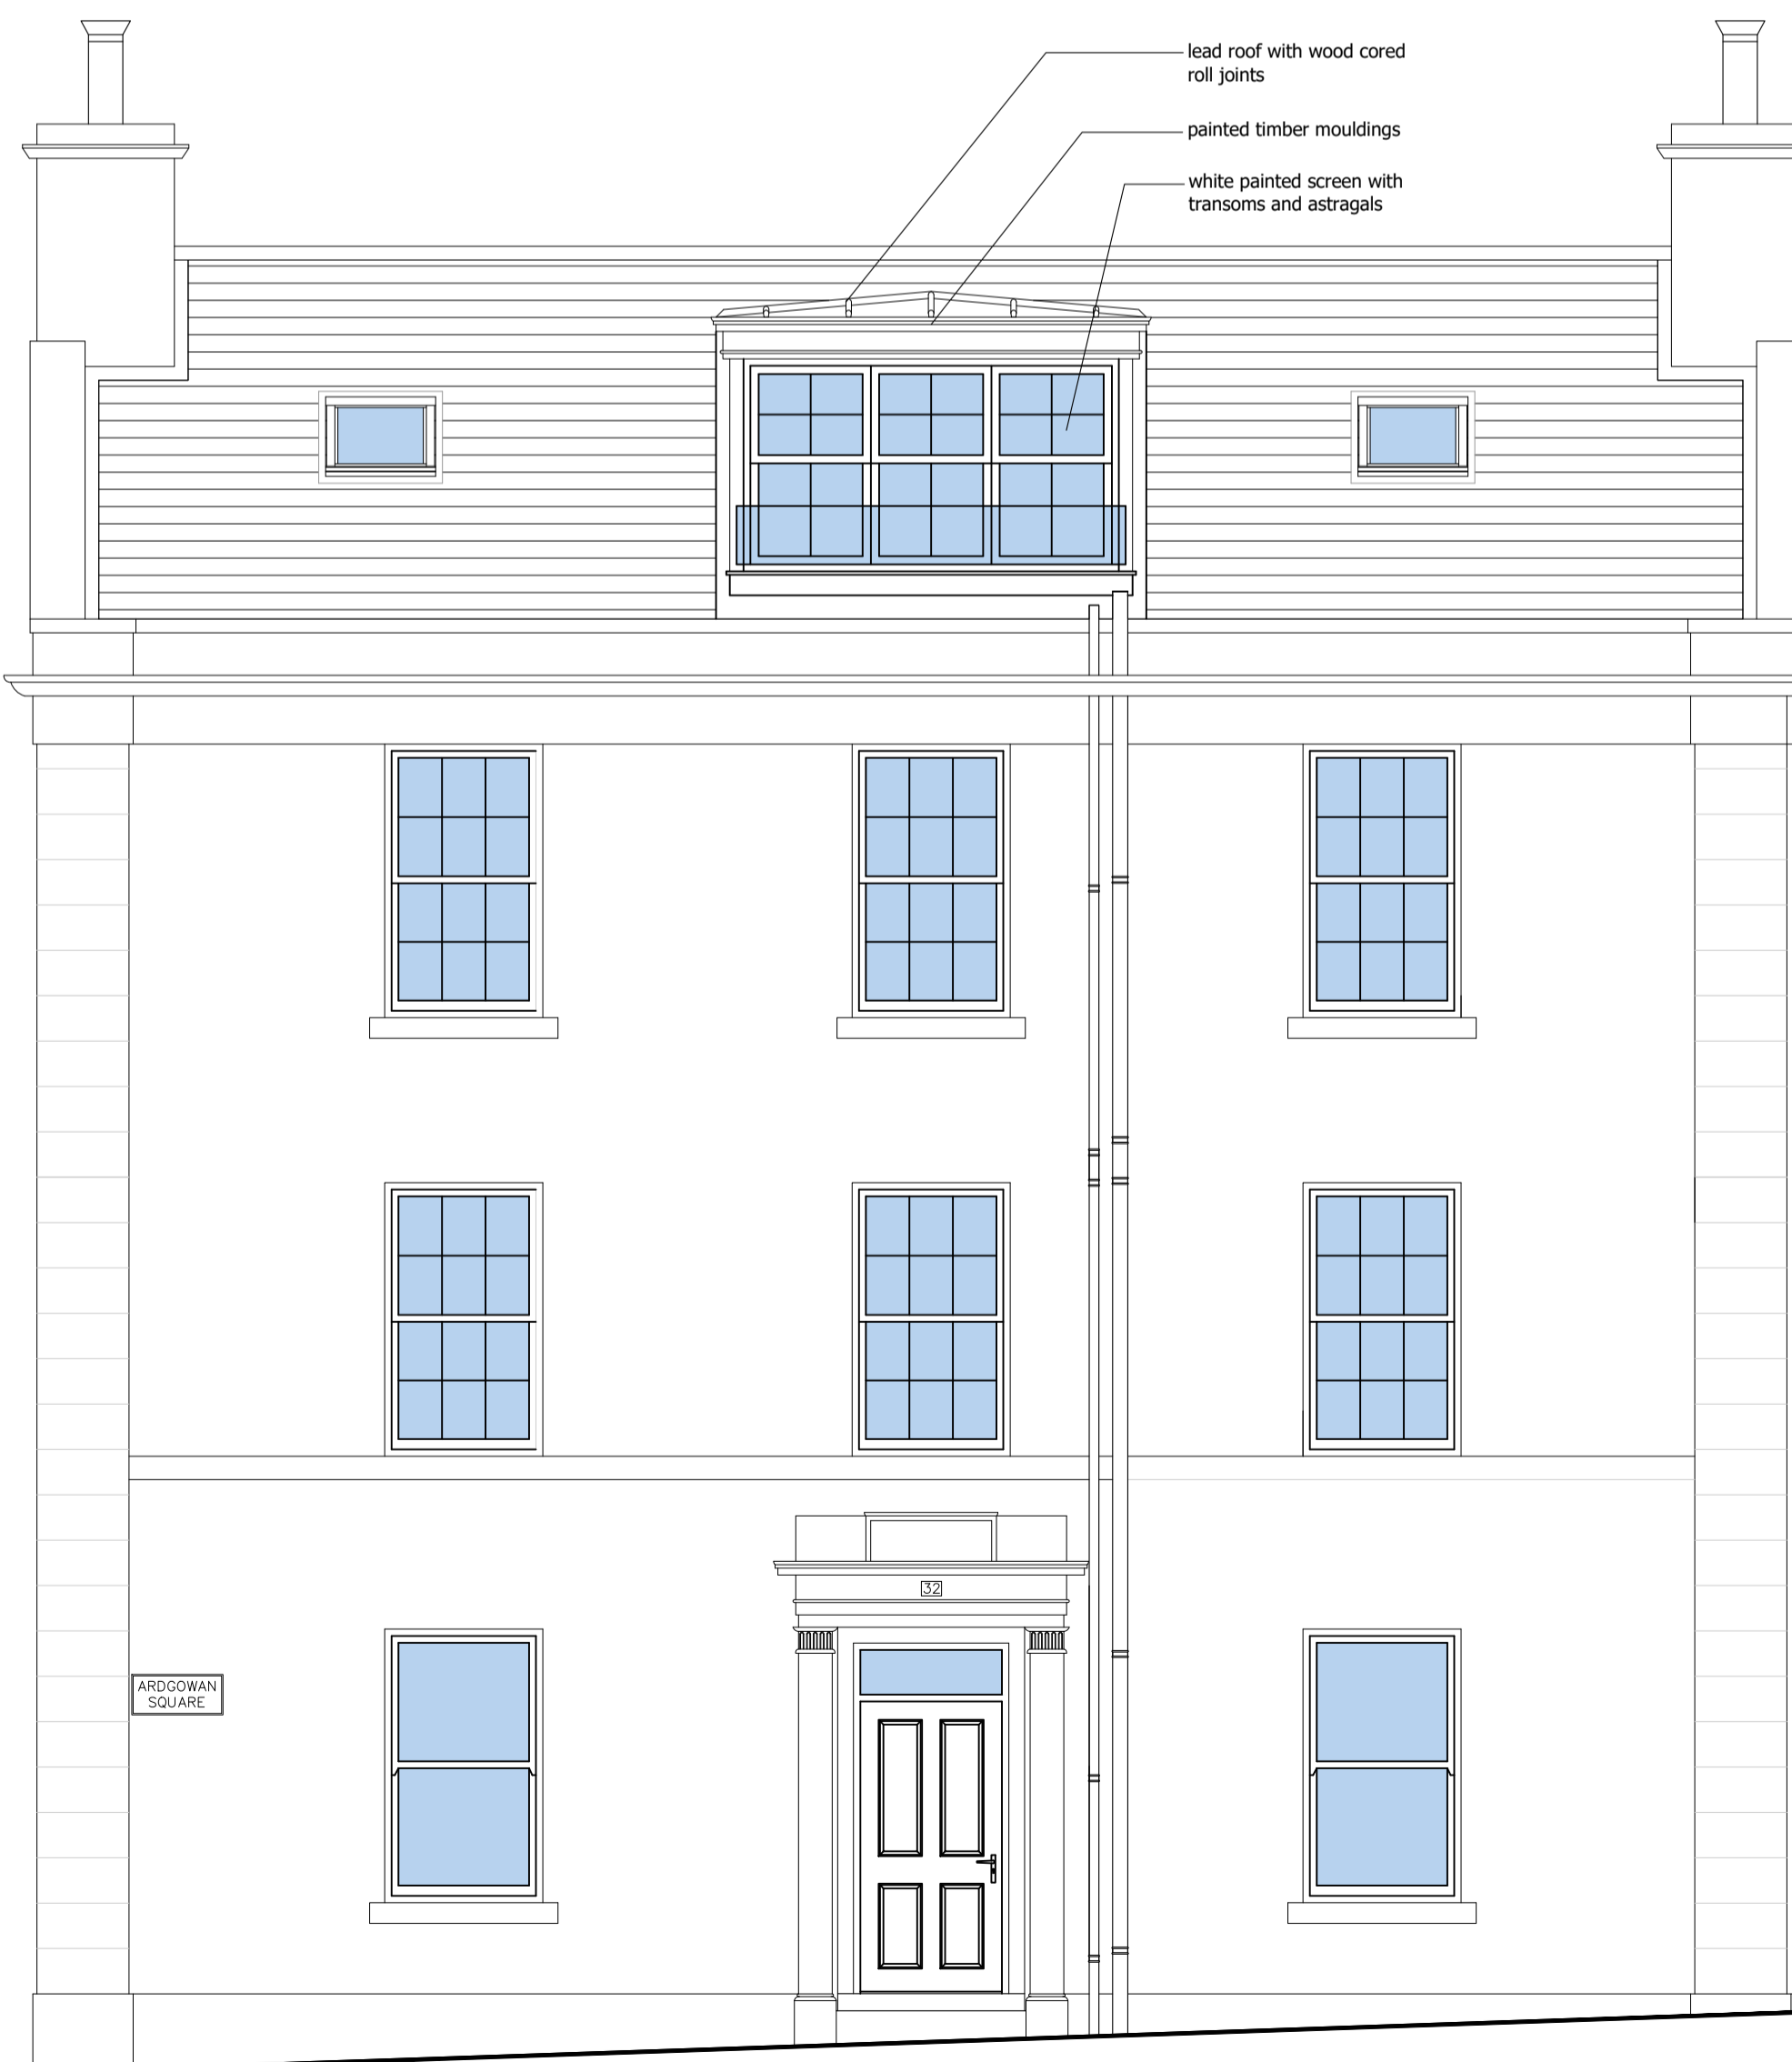 lead roof with wood cored
roll joints
painted timber mouldings
white painted screen with
transoms and astragals
32
ARDGOWAN
SQUARE